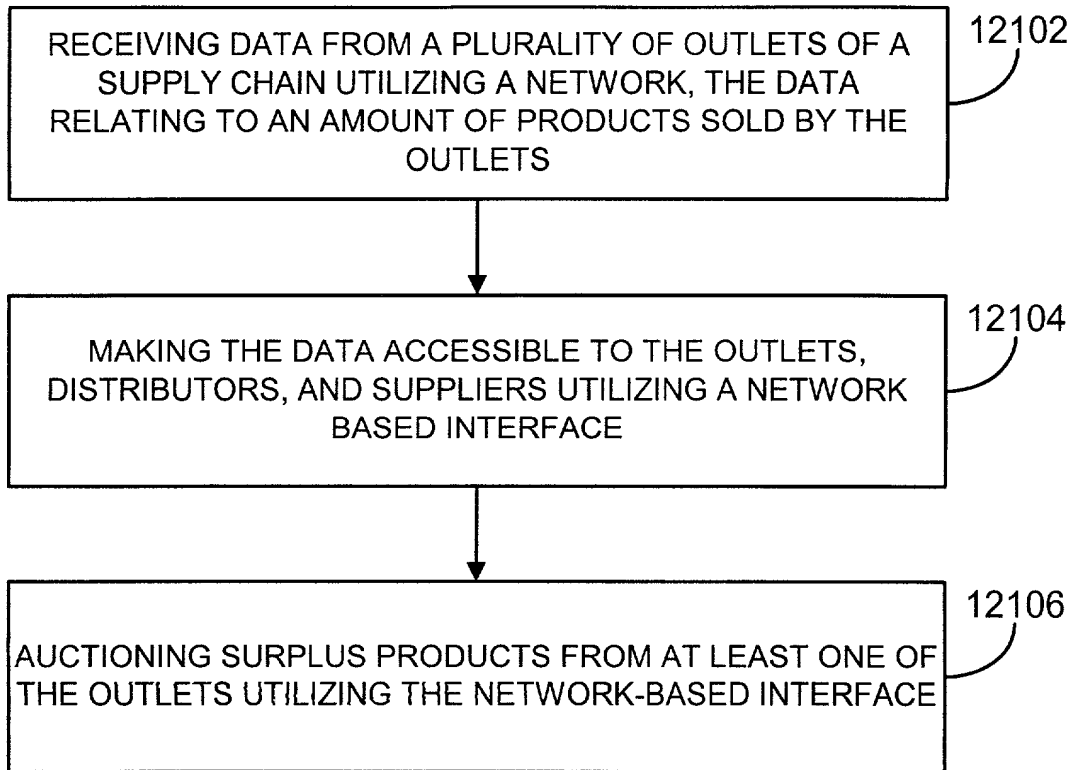 RECEIVING DATA FROM A PLURALITY OF OUTLETS OF A
SUPPLY CHAIN UTILIZING A NETWORK, THE DATA
RELATING TO AN AMOUNT OF PRODUCTS SOLD BY THE
OUTLETS
12102
MAKING THE DATA ACCESSIBLE TO THE OUTLETS,
DISTRIBUTORS, AND SUPPLIERS UTILIZING A NETWORK
BASED INTERFACE
12104
AUCTIONING SURPLUS PRODUCTS FROM AT LEAST ONE OF
THE OUTLETS UTILIZING THE NETWORK-BASED INTERFACE
12106